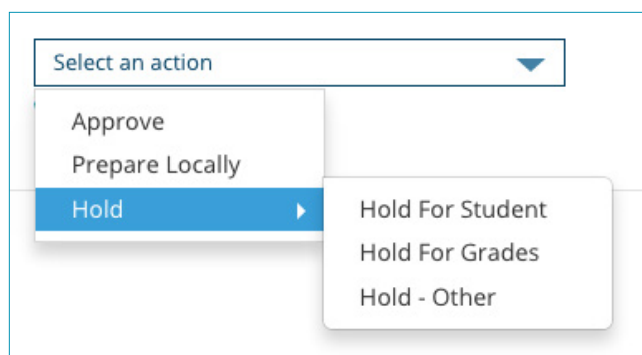 Select an action
Approve
Prepare Locally
Hold
Hold For Student
Hold For Grades
Hold - Other